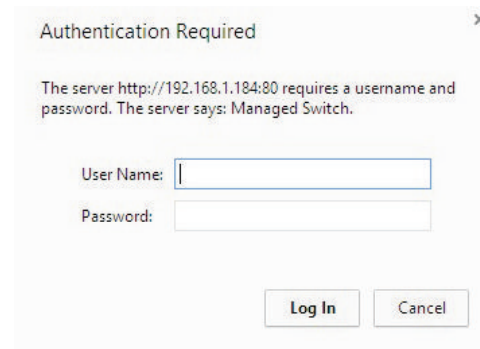 Authentication Required
The server http://192.168.1.184:80 requires a username and
password. The server says: Managed Switch.
User Name:
Password:
Log In Cancel